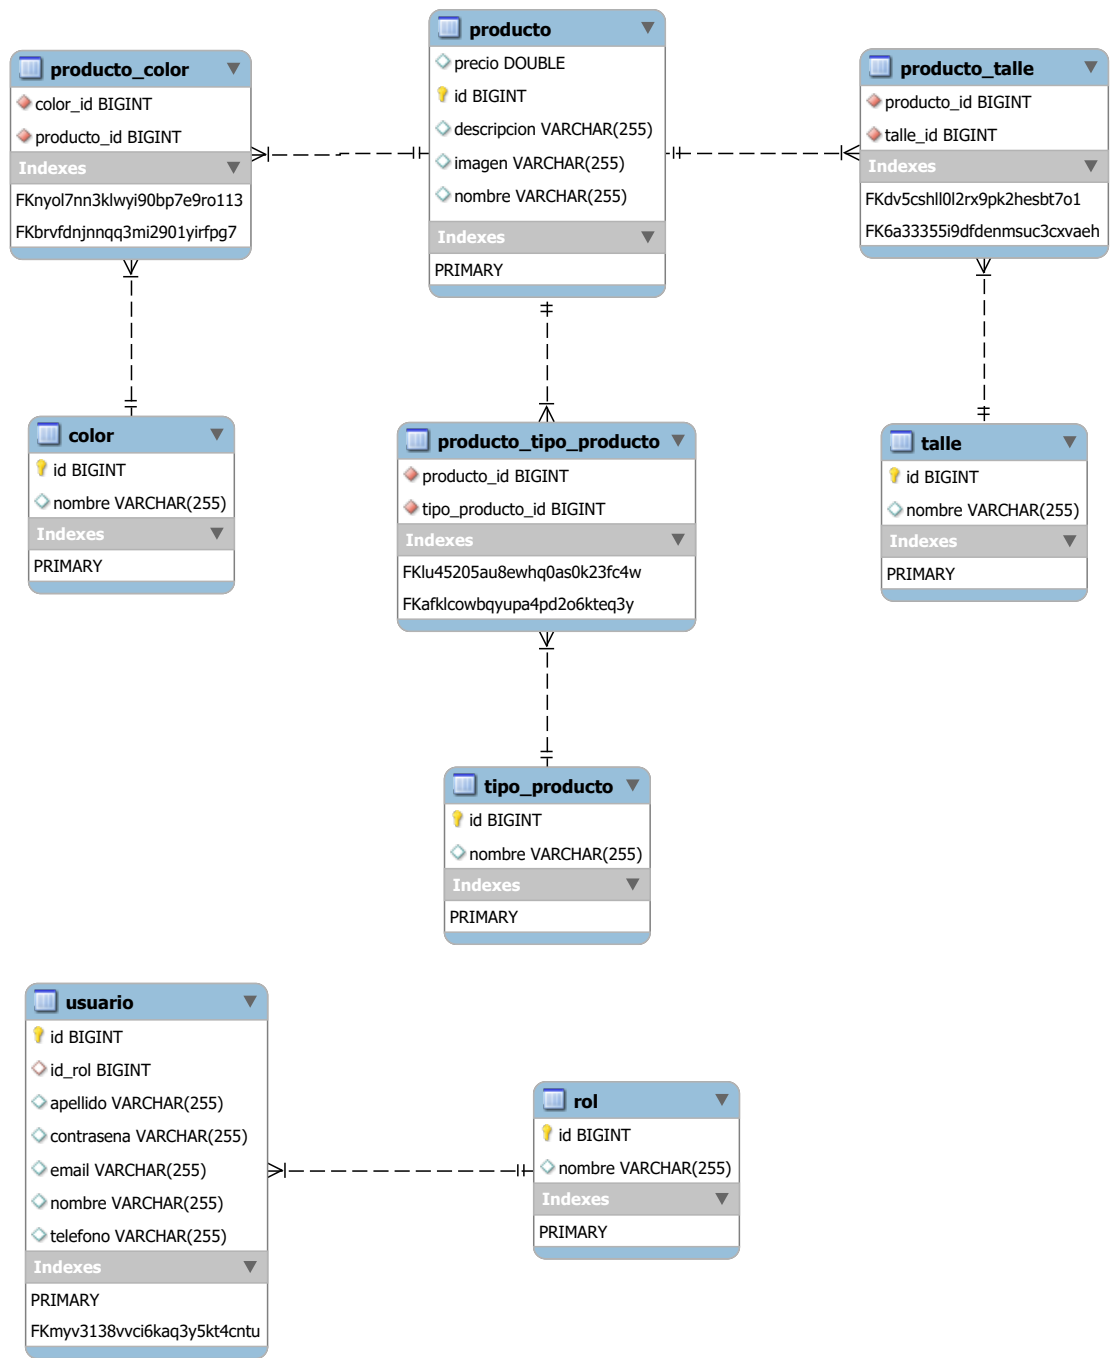 producto
precio DOUBLE
id BIGINT
descripcion VARCHAR(255)
imagen VARCHAR(255)
nombre VARCHAR(255)
Indexes
PRIMARY
producto_color
color_id BIGINT
producto_id BIGINT
Indexes
FKnyol7nn3klwyi90bp7e9ro113
FKbrvfdnjnnqq3mi2901yirfpg7
producto_talle
producto_id BIGINT
talle_id BIGINT
Indexes
FKdv5cshll0l2rx9pk2hesbt7o1
FK6a33355i9dfdenmsuc3cxvaeh
color
id BIGINT
nombre VARCHAR(255)
Indexes
PRIMARY
producto_tipo_producto
producto_id BIGINT
tipo_producto_id BIGINT
Indexes
FKlu45205au8ewhq0as0k23fc4w
FKafklcowbqyupa4pd2o6kteq3y
talle
id BIGINT
nombre VARCHAR(255)
Indexes
PRIMARY
tipo_producto
id BIGINT
nombre VARCHAR(255)
Indexes
PRIMARY
usuario
id BIGINT
id_rol BIGINT
apellido VARCHAR(255)
contrasena VARCHAR(255)
email VARCHAR(255)
nombre VARCHAR(255)
telefono VARCHAR(255)
Indexes
PRIMARY
FKmyv3138vvci6kaq3y5kt4cntu
rol
id BIGINT
nombre VARCHAR(255)
Indexes
PRIMARY